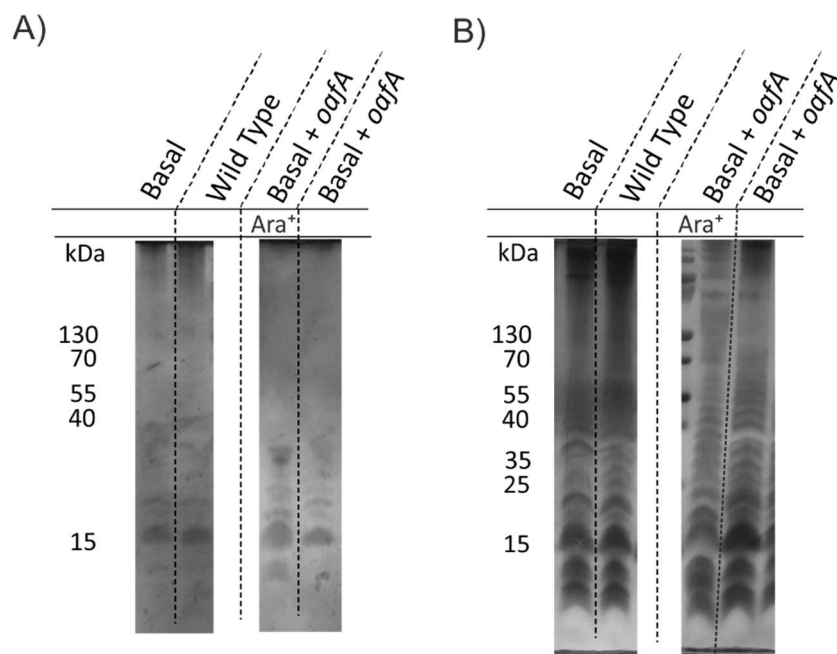 A)
Basal
Wild Type
Basal + oafA
Basal + oafA
Ara+
kDa
130
70
55
40
15
B)
Basal
Wild Type
Basal + oafA
Basal + oafA
Ara+
kDa
130
70
55
40
35
25
15